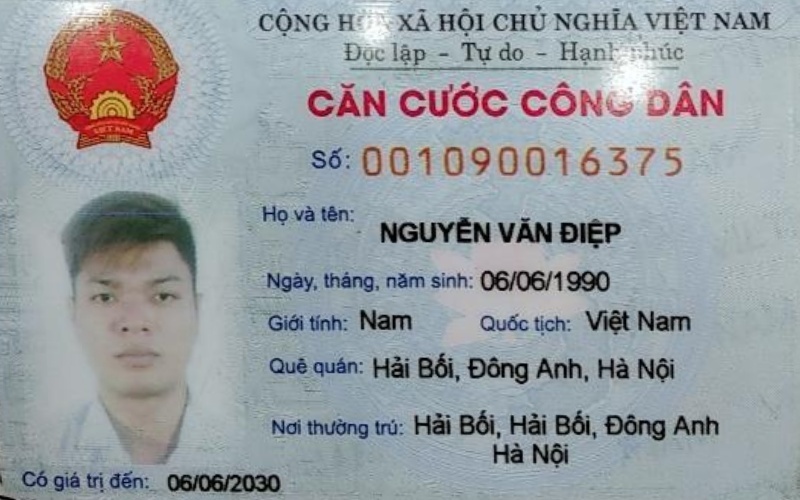 CỘNG HÒA XÃ HỘI CHỦ NGHĨA VIỆT NAM
Độc lập - Tự do - Hạnh phúc
CĂN CƯỚC CÔNG DÂN
Số: 001090016375
Họ và tên: NGUYỄN VĂN ĐIỆP
Ngày, tháng, năm sinh: 06/06/1990
Giới tính: Nam Quốc tịch: Việt Nam
Quê quán: Hải Bối, Đông Anh, Hà Nội
Nơi thường trú: Hải Bối, Hải Bối, Đông Anh
Hà Nội
Có giá trị đến: 06/06/2030
VIỆT NAM